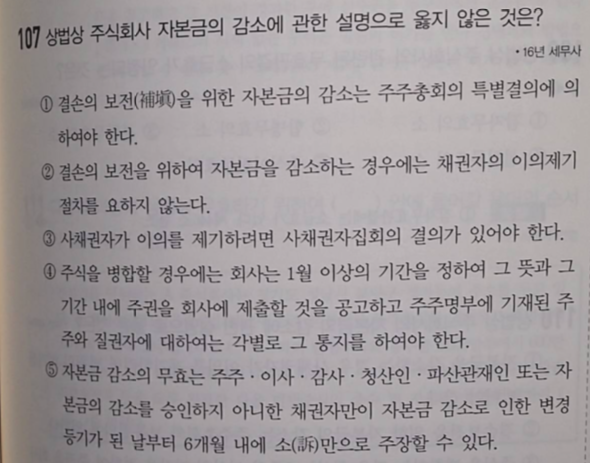 107 상법상 주식회사 자본금의 감소에 관한 설명으로 옳지 않은 것은?
• 16년 세무사
① 결손의 보전(補塡)을 위한 자본금의 감소는 주주총회의 특별결의에 의
하여야 한다.
② 결손의 보전을 위하여 자본금을 감소하는 경우에는 채권자의 이의제기
절차를 요하지 않는다.
③ 사채권자가 이의를 제기하려면 사채권자집회의 결의가 있어야 한다.
④ 주식을 병합할 경우에는 회사는 1월 이상의 기간을 정하여 그 뜻과 그
기간 내에 주권을 회사에 제출할 것을 공고하고 주주명부에 기재된 주
주와 질권자에 대하여는 각별로 그 통지를 하여야 한다.
⑤ 자본금 감소의 무효는 주주·이사·감사·청산인·파산관재인 또는 자
본금의 감소를 승인하지 아니한 채권자만이 자본금 감소로 인한 변경
등기가 된 날부터 6개월 내에 소(訴)만으로 주장할 수 있다.